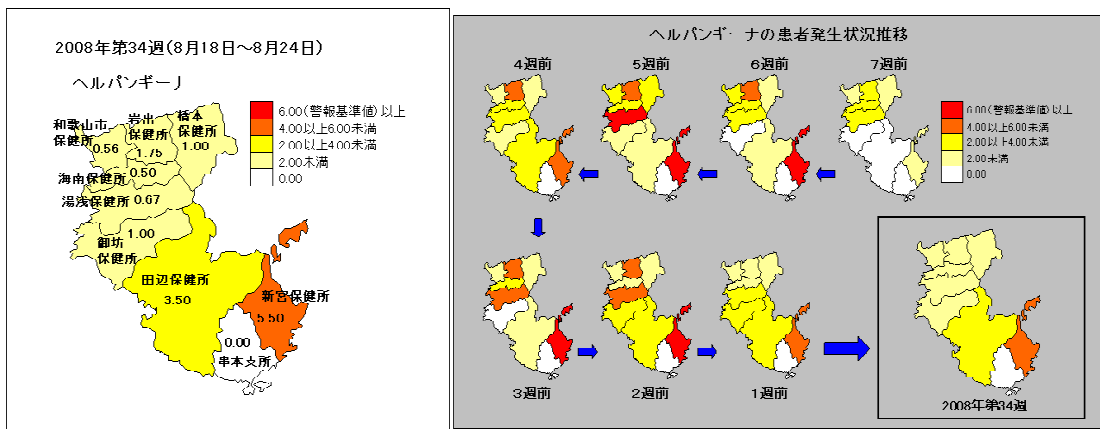 2008年第34週(8月18日～8月24日)
ヘルパンギーナ
6.00(警報基準値)以上
4.00以上6.00未満
2.00以上4.00未満
2.00未満
0.00
和歌山市
保健所
0.56
岩出
保健所
1.75
橋本
保健所
1.00
海南保健所
0.50
湯浅保健所
0.67
御坊
保健所
1.00
田辺保健所
3.50
新宮保健所
5.50
0.00
串本支所
ヘルパンギーナの患者発生状況推移
4週前
5週前
6週前
7週前
6.00(警報基準値)以上
4.00以上6.00未満
2.00以上4.00未満
2.00未満
0.00
3週前
2週前
1週前
2008年第34週